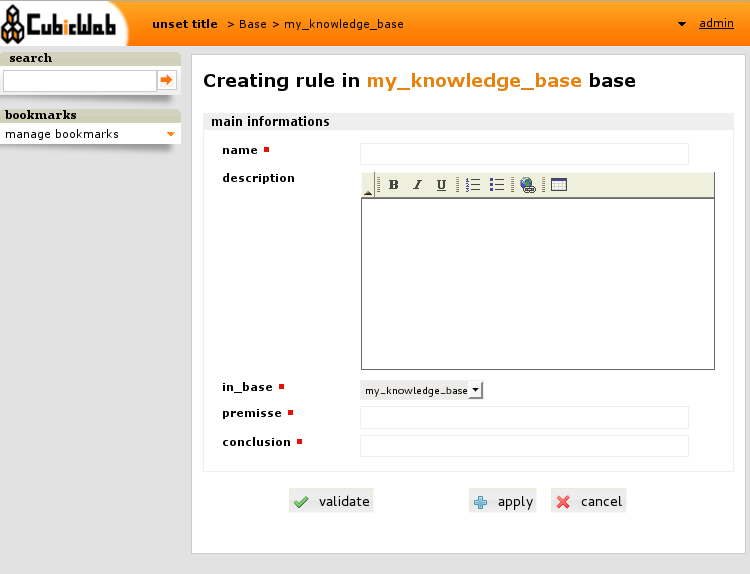 CubicWab
unset title > Base > my_knowledge_base
admin
search
bookmarks
manage bookmarks
Creating rule in my_knowledge_base base
main informations
name
description
B I U
in_base
my_knowledge_base
premisse
conclusion
validate
apply
cancel